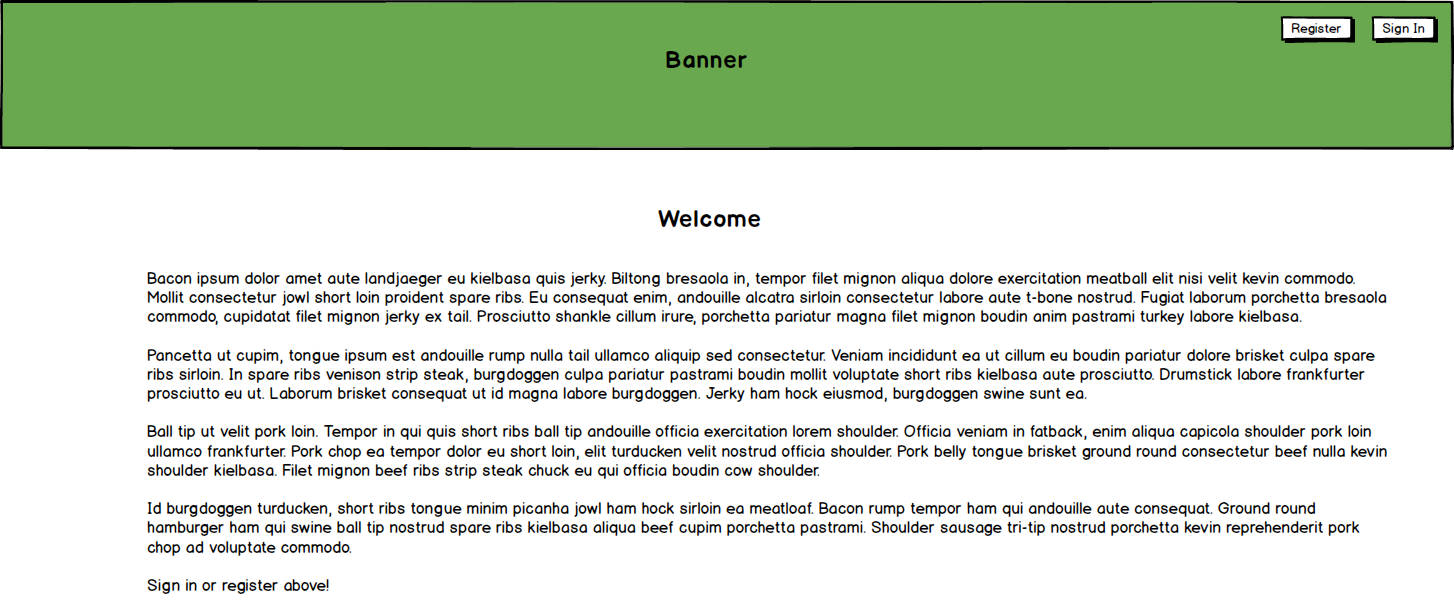 Register
Sign In
Banner
Welcome
Bacon ipsum dolor amet aute landjaeger eu kielbasa quis jerky. Biltong bresaola in, tempor filet mignon aliqua dolore exercitation meatball elit nisi velit kevin commodo.
Mollit consectetur jowl short loin proident spare ribs. Eu consequat enim, andouille alcatra sirloin consectetur labore aute t-bone nostrud. Fugiat laborum porchetta bresaola
commodo, cupidatat filet mignon jerky ex tail. Prosciutto shankle cillum irure, porchetta pariatur magna filet mignon boudin anim pastrami turkey labore kielbasa.
Pancetta ut cupim, tongue ipsum est andouille rump nulla tail ullamco aliquip sed consectetur. Veniam incididunt ea ut cillum eu boudin pariatur dolore brisket culpa spare
ribs sirloin. In spare ribs venison strip steak, burgdoggen culpa pariatur pastrami boudin mollit voluptate short ribs kielbasa aute prosciutto. Drumstick labore frankfurter
prosciutto eu ut. Laborum brisket consequat ut id magna labore burgdoggen. Jerky ham hock eiusmod, burgdoggen swine sunt ea.
Ball tip ut velit pork loin. Tempor in qui quis short ribs ball tip andouille officia exercitation lorem shoulder. Officia veniam in fatback, enim aliqua capicola shoulder pork loin
ullamco frankfurter. Pork chop ea tempor dolor eu short loin, elit turducken velit nostrud officia shoulder. Pork belly tongue brisket ground round consectetur beef nulla kevin
shoulder kielbasa. Filet mignon beef ribs strip steak chuck eu qui officia boudin cow shoulder.
Id burgdoggen turducken, short ribs tongue minim picanha jowl ham hock sirloin ea meatloaf. Bacon rump tempor ham qui andouille aute consequat. Ground round
hamburger ham qui swine ball tip nostrud spare ribs kielbasa aliqua beef cupim porchetta pastrami. Shoulder sausage tri-tip nostrud porchetta kevin reprehenderit pork
chop ad voluptate commodo.
Sign in or register above!